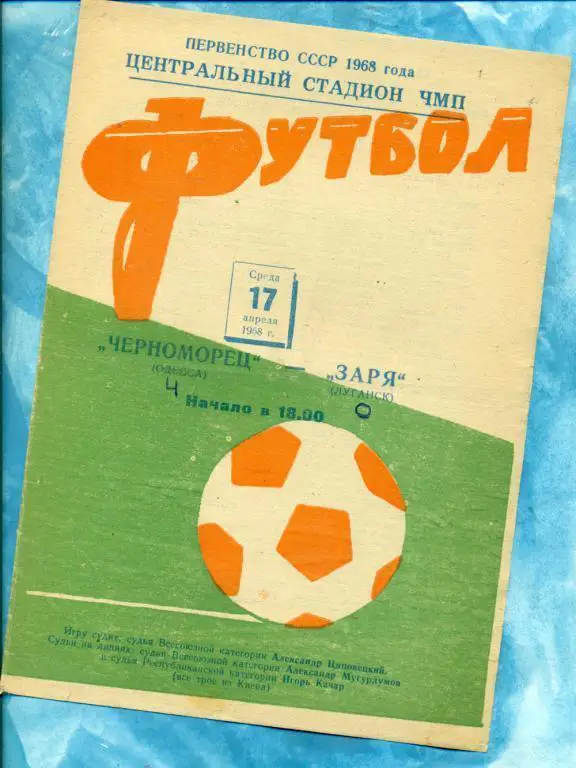 ПЕРВЕНСТВО СССР 1968 года
ЦЕНТРАЛЬНЫЙ СТАДИОН ЧМП
ФУТБОЛ
Среда
17
апреля
1968 г.
„ЧЕРНОМОРЕЦ" — „ЗАРЯ"
(ОДЕССА) (ЛУГАНСК)
4 Начало в 18.00 0
Игру судит: судья Всесоюзной категории Александр Цаповецкий.
Судьи на линиях: судьи Всесоюзной категории Александр Мугурдумов
и судья Республиканской категории Игорь Качар
(все трое из Киева)